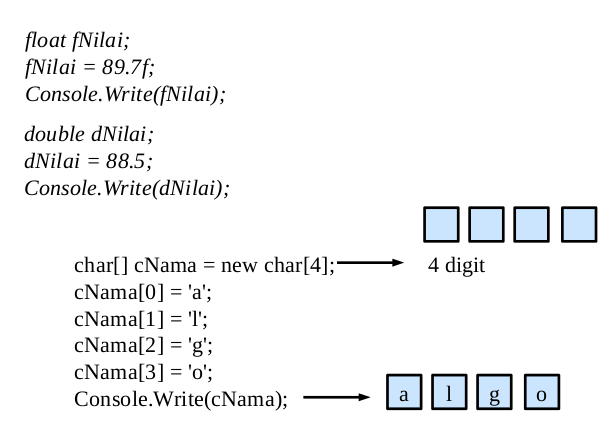 float fNilai;
fNilai = 89.7f;
Console.Write(fNilai);
double dNilai;
dNilai = 88.5;
Console.Write(dNilai);
char[] cNama = new char[4]; 4 digit
cNama[0] = 'a';
cNama[1] = 'l';
cNama[2] = 'g';
cNama[3] = 'o';
Console.Write(cNama); a l g o